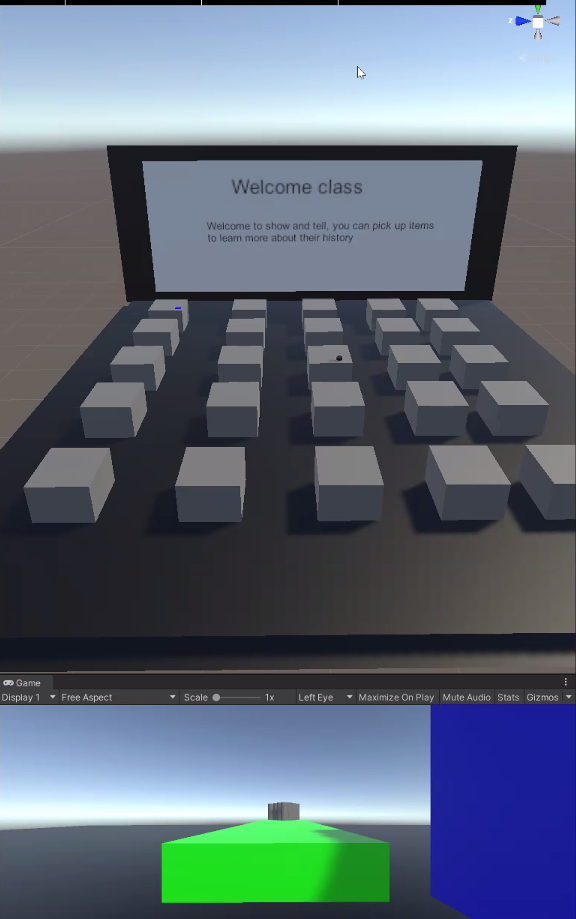 z
Welcome class
Welcome to show and tell, you can pick up items
to learn more about their history
Game
Display 1 Free Aspect Scale 1x Left Eye Maximize On Play Mute Audio Stats Gizmos